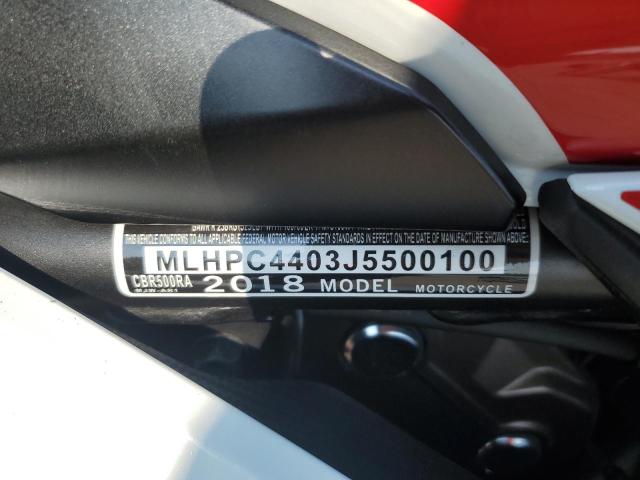 THIS VEHICLE CONFORMS TO ALL APPLICABLE FEDERAL MOTOR VEHICLE SAFETY STANDARDS IN EFFECT ON THE DATE OF MANUFACTURE SHOWN ABOVE.
MLHPC4403J5500100
CBR500RA 2018 MODEL MOTORCYCLE